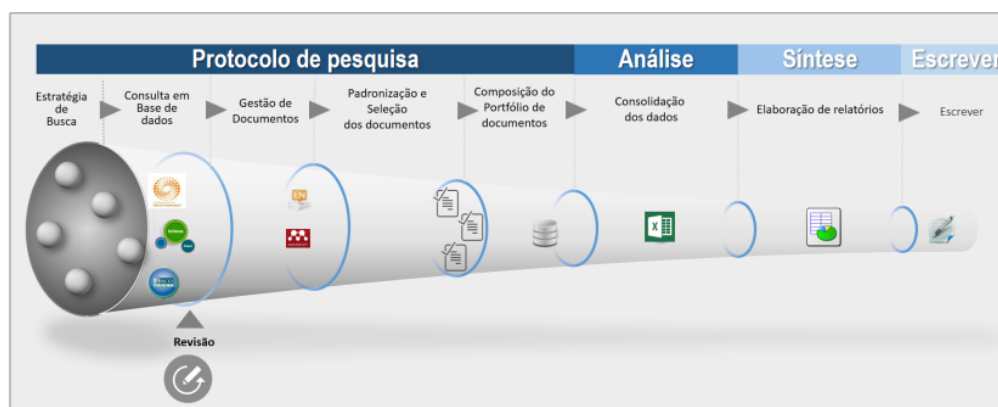 Protocolo de pesquisa
Análise
Síntese
Escrever
Estratégia
de
Busca
Consulta em
Base de
dados
Gestão de
Documentos
Padronização e
Seleção
dos documentos
Composição do
Portfólio de
documentos
Consolidação
dos dados
Elaboração de relatórios
Escrever
EN
X
Revisão